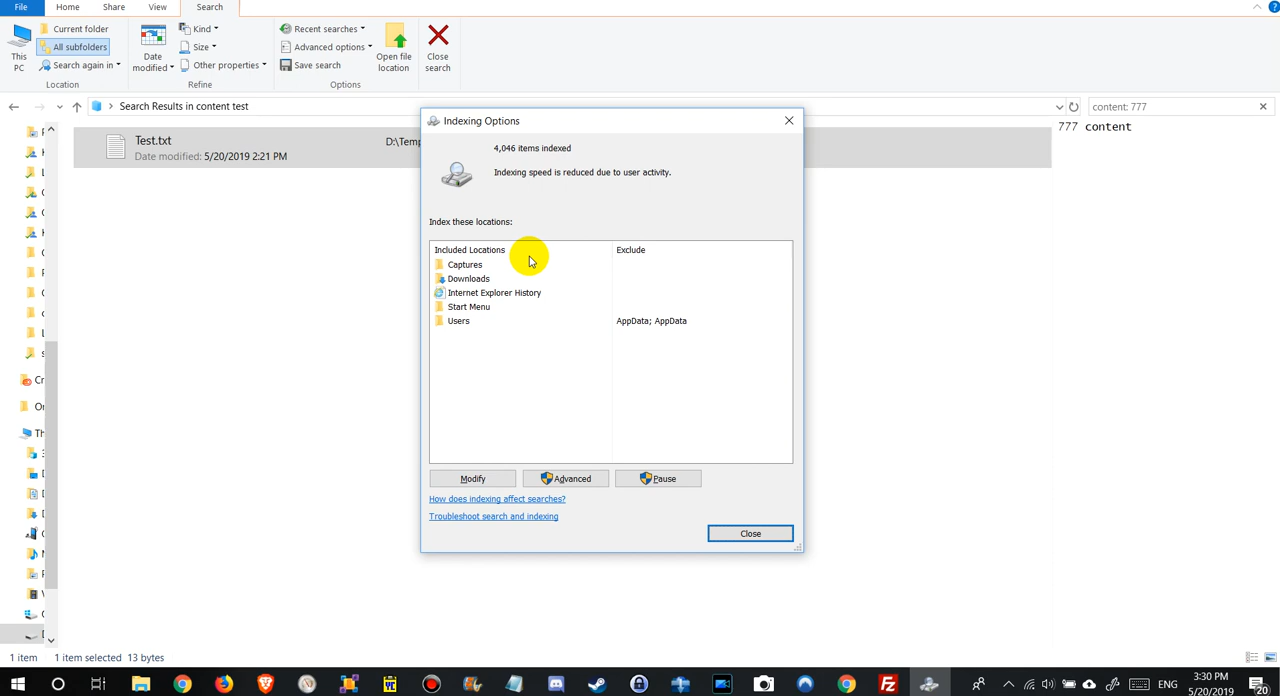 File Home Share View Search
This PC
Current folder
All subfolders
Search again in
Location
Date modified
Kind
Size
Other properties
Refine
Recent searches
Advanced options
Save search
Options
Open file location
Close search
Search Results in content test
content: 777
Test.txt
Date modified: 5/20/2019 2:21 PM
D:\Temp
777 content
Indexing Options
4,046 items indexed
Indexing speed is reduced due to user activity.
Index these locations:
Included Locations Exclude
Captures
Downloads
Internet Explorer History
Start Menu
Users AppData; AppData
Modify Advanced Pause
How does indexing affect searches?
Troubleshoot search and indexing
Close
1 item 1 item selected 13 bytes
ENG
3:30 PM
5/20/2019
20